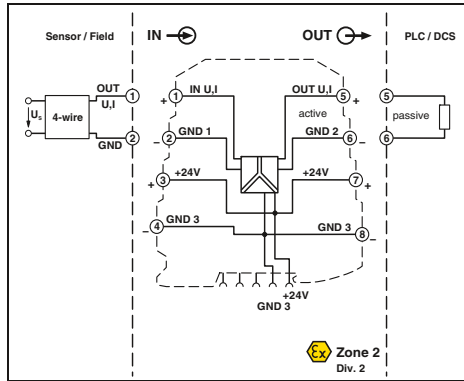 Sensor / Field
IN
OUT
PLC / DCS
OUT
1
U,I
4-wire
Us
GND
2
+ 1 IN U,I
OUT U,I 5 +
active
− 2 GND 1
GND 2 6 −
+ 3 +24V
+24V 7 +
− 4 GND 3
GND 3 8 −
+24V
GND 3
5
passive
6
Ex Zone 2
Div. 2